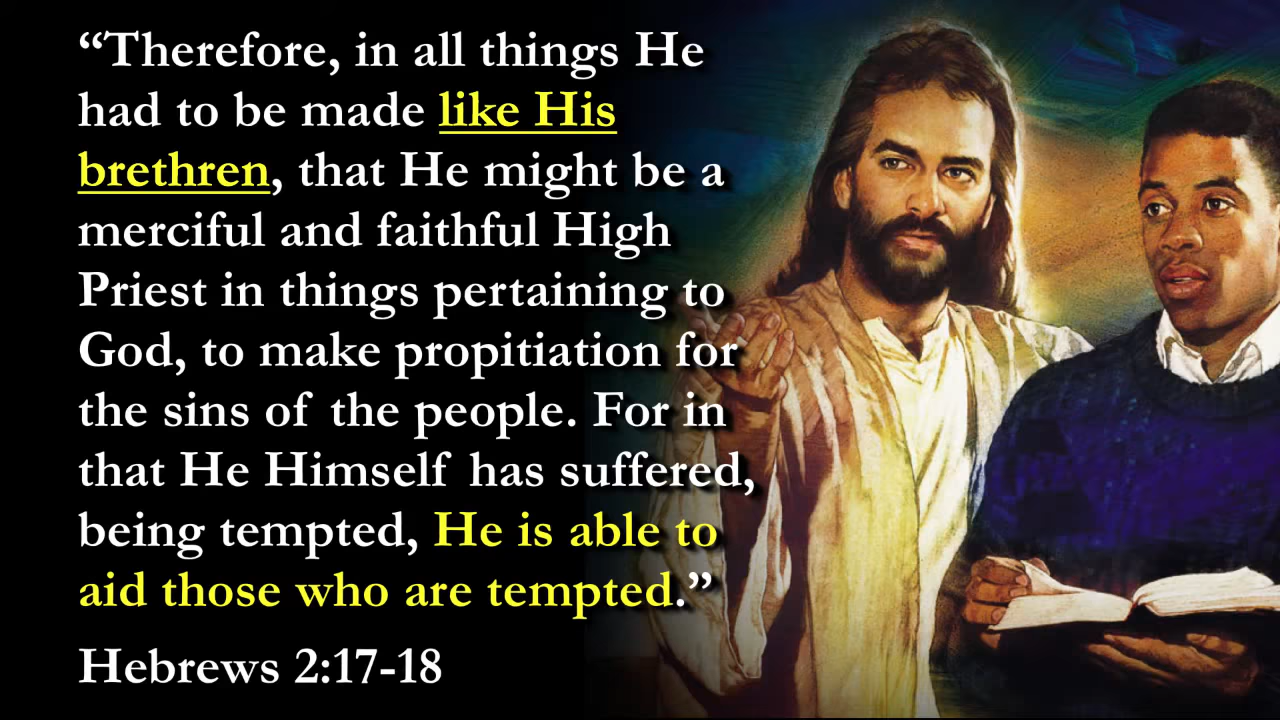 “Therefore, in all things He
had to be made like His
brethren, that He might be a
merciful and faithful High
Priest in things pertaining to
God, to make propitiation for
the sins of the people. For in
that He Himself has suffered,
being tempted, He is able to
aid those who are tempted.”
Hebrews 2:17-18